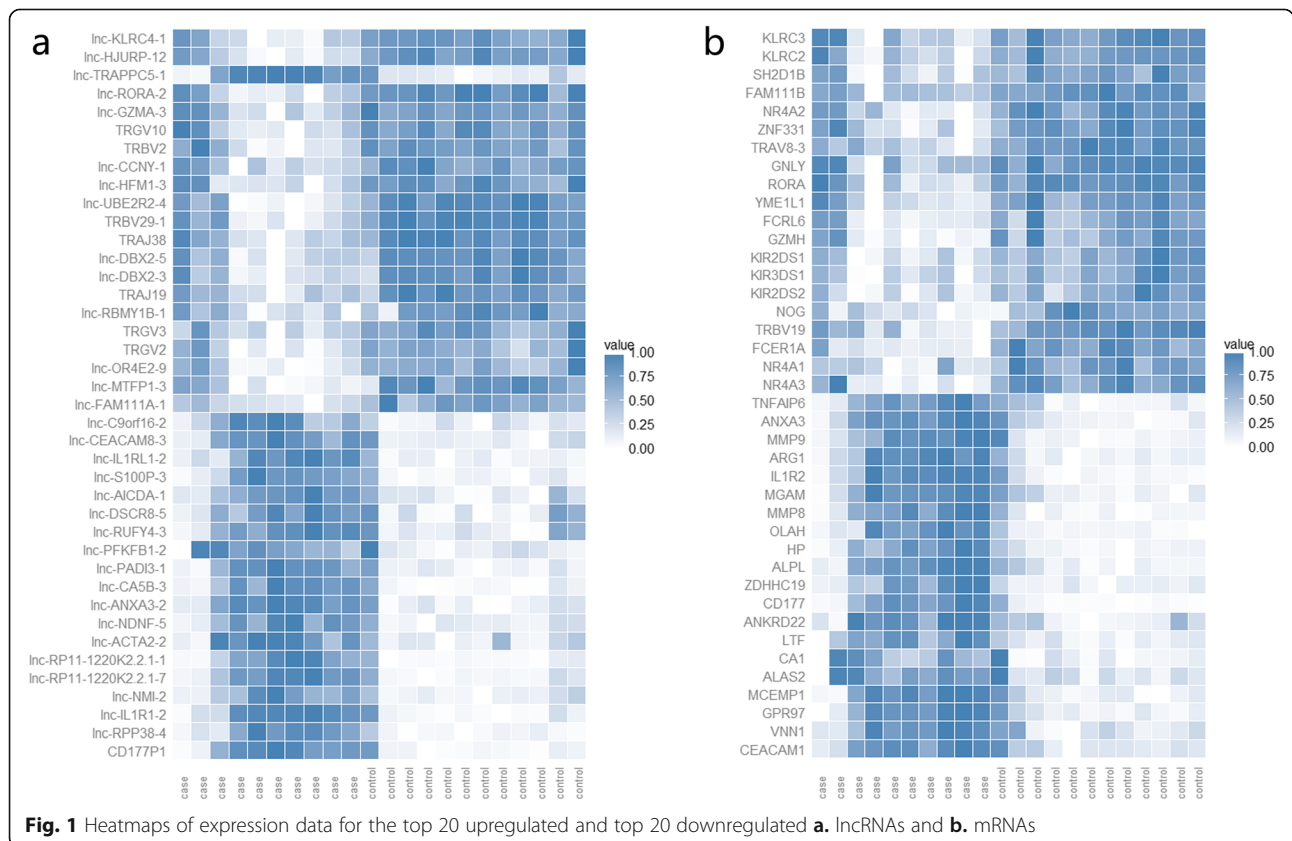 a
lnc-KLRC4-1
lnc-HJURP-12
lnc-TRAPPC5-1
lnc-RORA-2
lnc-GZMA-3
TRGV10
TRBV2
lnc-CCNY-1
lnc-HFM1-3
lnc-UBE2R2-4
TRBV29-1
TRAJ38
lnc-DBX2-5
lnc-DBX2-3
TRAJ19
lnc-RBMY1B-1
TRGV3
TRGV2
lnc-OR4E2-9
lnc-MTFP1-3
lnc-FAM111A-1
lnc-C9orf16-2
lnc-CEACAM8-3
lnc-IL1RL1-2
lnc-S100P-3
lnc-AICDA-1
lnc-DSCR8-5
lnc-RUFY4-3
lnc-PFKFB1-2
lnc-PADI3-1
lnc-CA5B-3
lnc-ANXA3-2
lnc-NDNF-5
lnc-ACTA2-2
lnc-RP11-1220K2.2.1-1
lnc-RP11-1220K2.2.1-7
lnc-NMI-2
lnc-IL1R1-2
lnc-RPP38-4
CD177P1
case case case case case case case case case case control control control control control control control control control control control control
value
1.00
0.75
0.50
0.25
0.00
b
KLRC3
KLRC2
SH2D1B
FAM111B
NR4A2
ZNF331
TRAV8-3
GNLY
RORA
YME1L1
FCRL6
GZMH
KIR2DS1
KIR3DS1
KIR2DS2
NOG
TRBV19
FCER1A
NR4A1
NR4A3
TNFAIP6
ANXA3
MMP9
ARG1
IL1R2
MGAM
MMP8
OLAH
HP
ALPL
ZDHHC19
CD177
ANKRD22
LTF
CA1
ALAS2
MCEMP1
GPR97
VNN1
CEACAM1
case case case case case case case case case case control control control control control control control control control control control control
value
1.00
0.75
0.50
0.25
0.00
Fig. 1 Heatmaps of expression data for the top 20 upregulated and top 20 downregulated a. lncRNAs and b. mRNAs